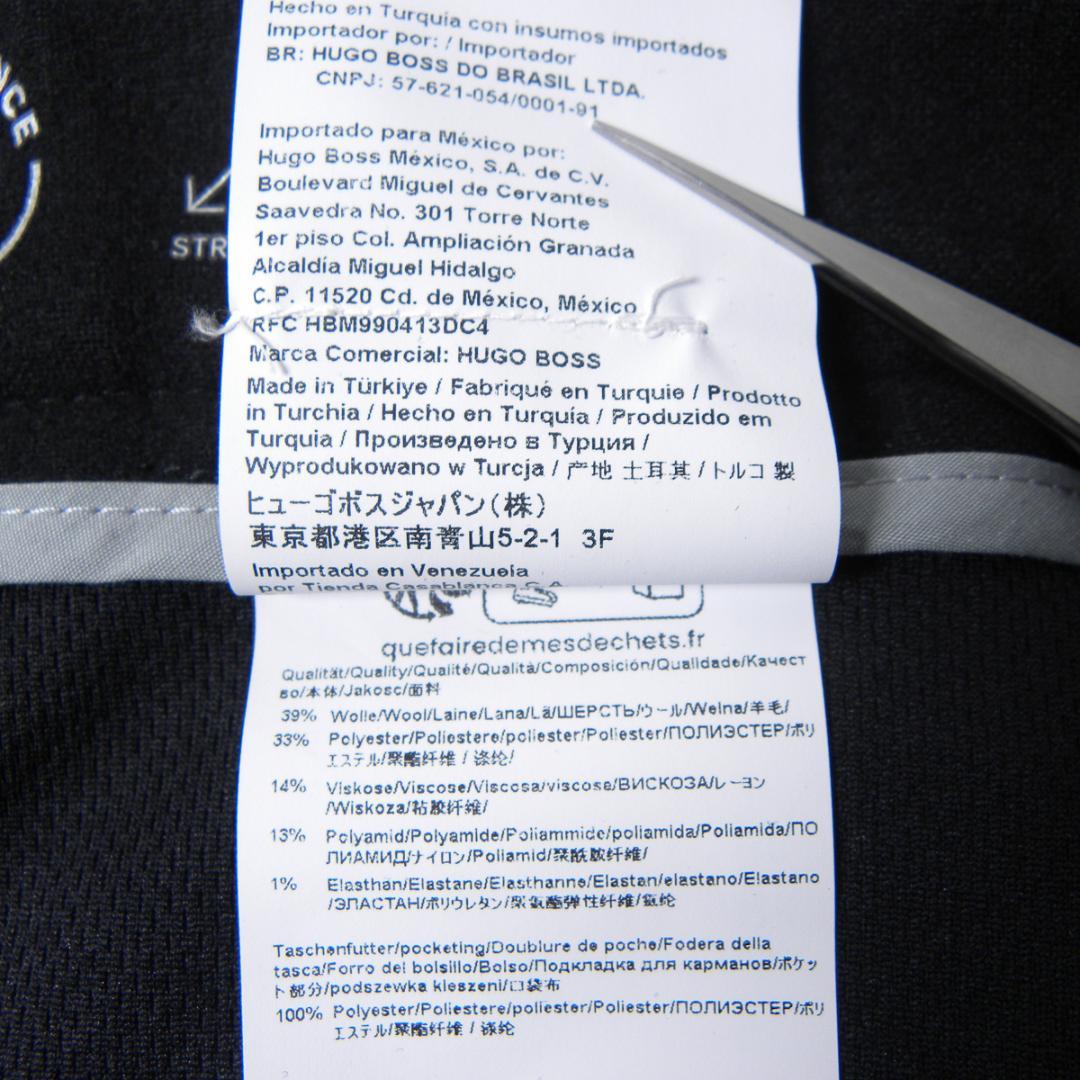 NCE
STR
Hecho en Turquía con insumos importados
Importador por: / Importador
BR: HUGO BOSS DO BRASIL LTDA.
CNPJ: 57-621-054/0001-91
Importado para México por:
Hugo Boss México, S.A. de C.V.
Boulevard Miguel de Cervantes
Saavedra No. 301 Torre Norte
1er piso Col. Ampliación Granada
Alcaldía Miguel Hidalgo
C.P. 11520 Cd. de México, México
RFC HBM990413DC4
Marca Comercial: HUGO BOSS
Made in Türkiye / Fabriqué en Turquie / Prodotto
in Turchia / Hecho en Turquía / Produzido em
Turquia / Произведено в Турции /
Wyprodukowano w Turcja / 产地 土耳其 / トルコ 製
ヒューゴボスジャパン(株)
東京都港区南青山5-2-1 3F
Importado en Venezuela
por Tienda Casablanca C.A.
quefairedemesdechets.fr
Qualität/Quality/Qualité/Qualità/Composición/Qualidade/Качест
во/本体/Jakosc/面料
39% Wolle/Wool/Laine/Lana/Lã/ШЕРСТЬ/ウール/Welna/羊毛/
33% Polyester/Poliestere/poliester/Poliester/ПОЛИЭСТЕР/ポリ
エステル/聚酯纤维 / 涤纶/
14% Viskose/Viscose/Viscosa/viscose/ВИСКОЗА/レーヨン
/Wiskoza/粘胶纤维/
13% Polyamid/Polyamide/Poliammide/poliamida/Poliamida/ПО
ЛИАМИД/ナイロン/Poliamid/聚酰胺纤维/
1% Elasthan/Elastane/Elasthanne/Elastan/elastano/Elastano
/ЭЛАСТАН/ポリウレタン/聚氨酯弹性纤维/氨纶
Taschenfutter/pocketing/Doublure de poche/Fodera della
tasca/Forro del bolsillo/Bolso/Подкладка для карманов/ポケッ
ト部分/podszewka kieszeni/口袋布
100% Polyester/Poliestere/poliester/Poliester/ПОЛИЭСТЕР/ポリ
エステル/聚酯纤维 / 涤纶